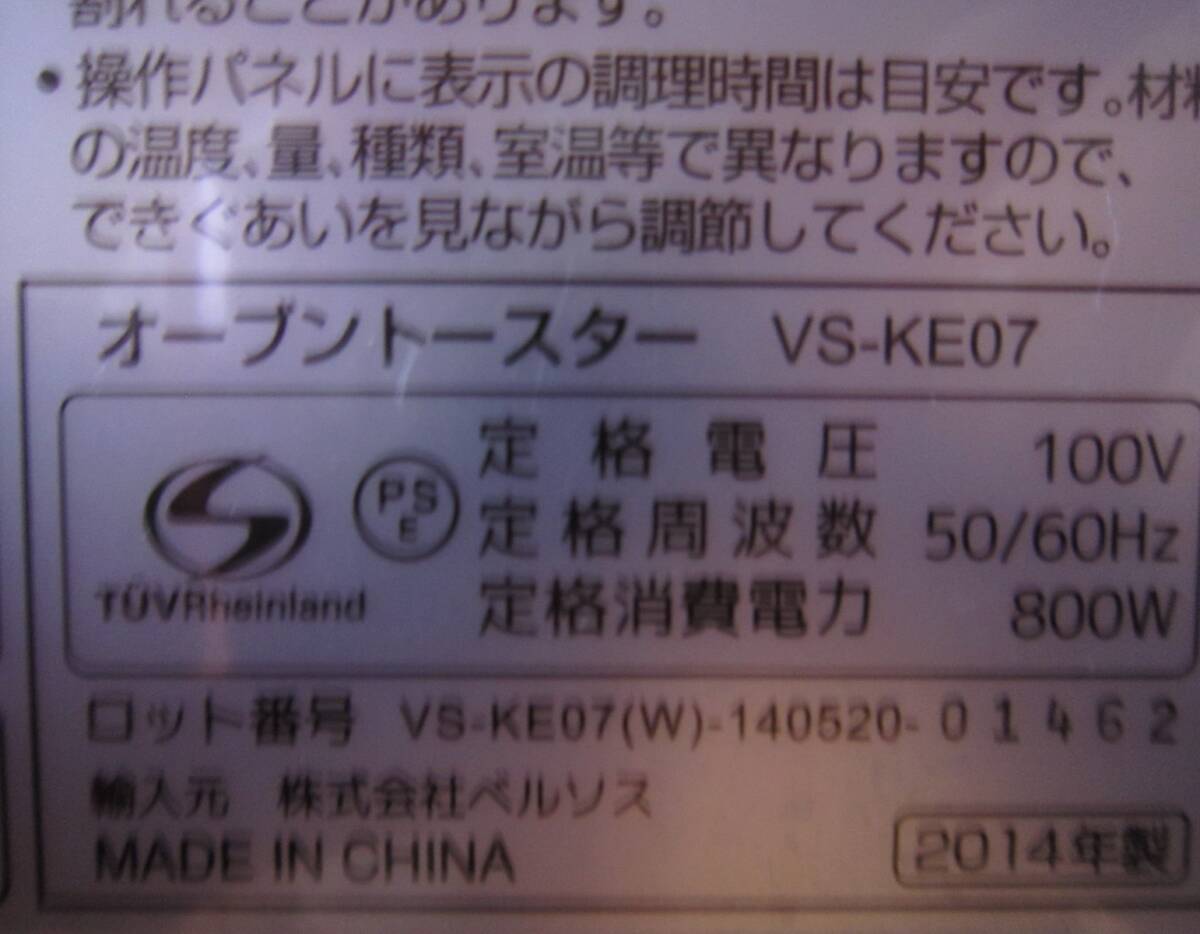 割れることがあります。
• 操作パネルに表示の調理時間は目安です。材料
の温度、量、種類、室温等で異なりますので、
できぐあいを見ながら調節してください。
オーブントースター VS-KE07
定格電圧 100V
PS
E
定格周波数 50/60Hz
TÜVRheinland
定格消費電力 800W
ロット番号 VS-KE07(W)-140520-01462
輸入元 株式会社ベルソス
MADE IN CHINA
2014年製